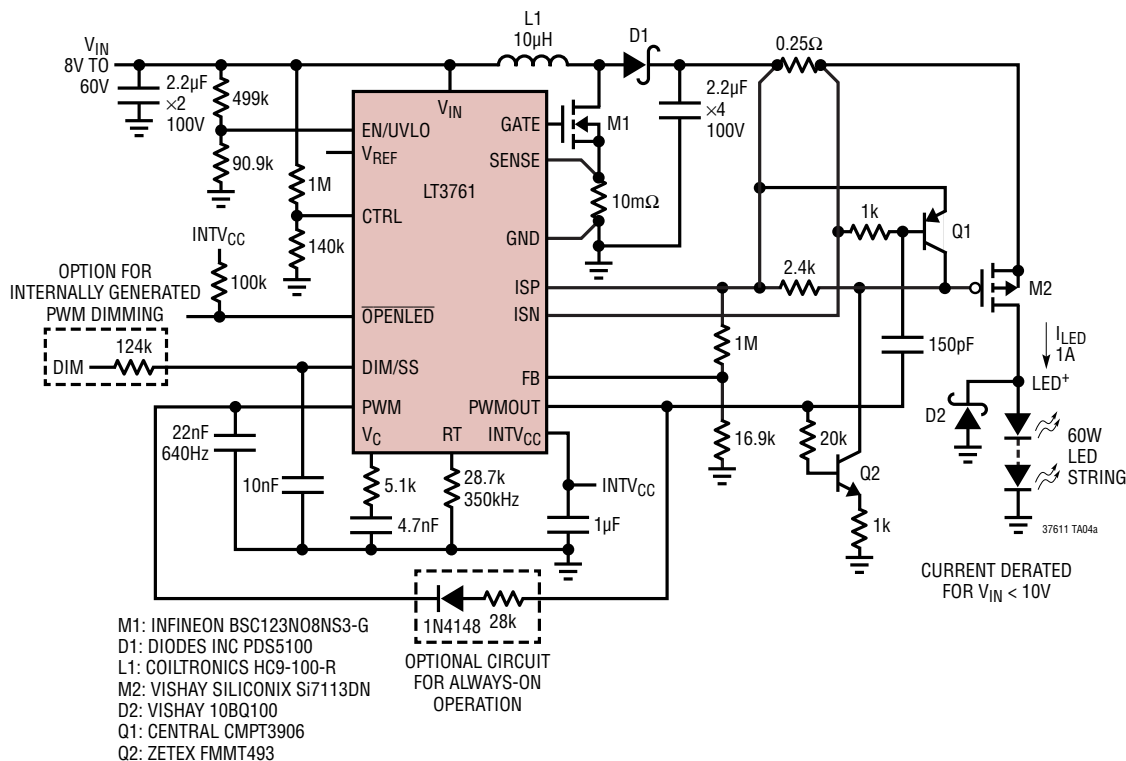 L1
10µH
D1
0.25Ω
VIN
8V TO
60V
2.2µF
×2
100V
499k
90.9k
1M
140k
VIN
EN/UVLO
VREF
LT3761
CTRL
GATE
SENSE
GND
M1
10mΩ
2.2µF
×4
100V
1k
Q1
INTVCC
100k
OPTION FOR
INTERNALLY GENERATED
PWM DIMMING
OPENLED
ISP
ISN
2.4k
M2
ILED
1A
LED+
DIM
124k
DIM/SS
FB
1M
150pF
PWM
PWMOUT
VC
RT
INTVCC
16.9k
20k
Q2
1k
D2
60W
LED
STRING
22nF
640Hz
10nF
5.1k
4.7nF
28.7k
350kHz
INTVCC
1µF
37611 TA04a
CURRENT DERATED
FOR VIN < 10V
1N4148
28k
OPTIONAL CIRCUIT
FOR ALWAYS-ON
OPERATION
M1: INFINEON BSC123NO8NS3-G
D1: DIODES INC PDS5100
L1: COILTRONICS HC9-100-R
M2: VISHAY SILICONIX Si7113DN
D2: VISHAY 10BQ100
Q1: CENTRAL CMPT3906
Q2: ZETEX FMMT493